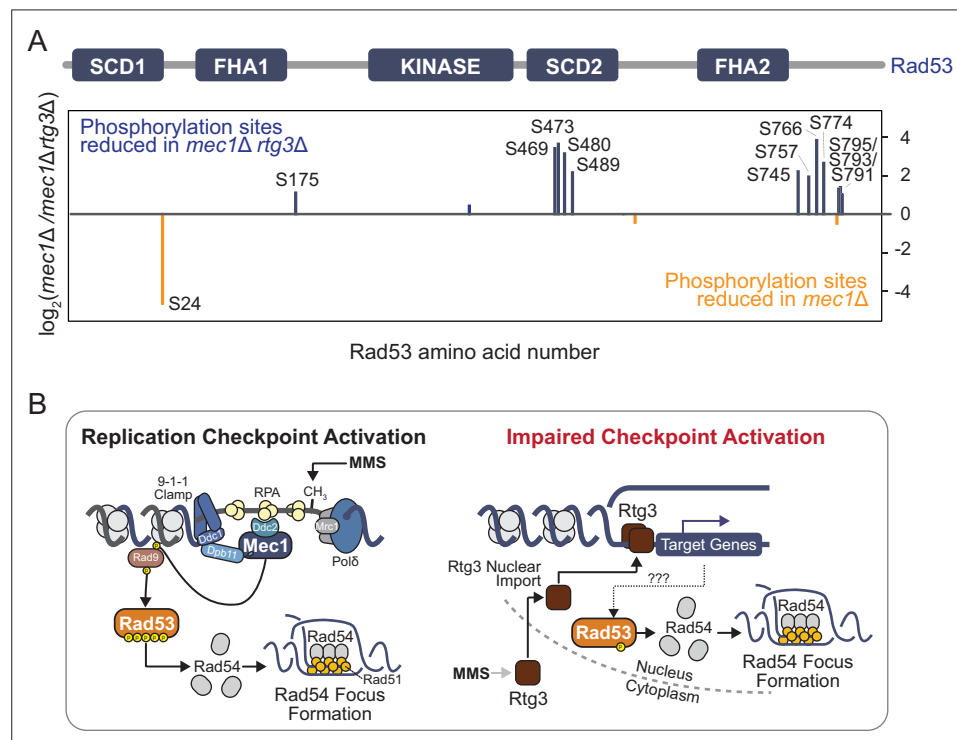 A
SCD1 FHA1 KINASE SCD2 FHA2 Rad53
log2(mec1Δ /mec1Δrtg3Δ)
Phosphorylation sites
reduced in mec1Δ rtg3Δ
S175
S473
S469
S480
S489
S766
S774
S757
S795/
S793/
S791
S745
4
2
0
-2
-4
S24
Phosphorylation sites
reduced in mec1Δ
Rad53 amino acid number
B
Replication Checkpoint Activation
MMS
9-1-1
Clamp
RPA
CH3
Ddc1
Ddc2
Mrc1
Dpb11
Mec1
Polδ
Rad9
P
P
Rad53
P P P P P
Rad54
Rad54
Rad51
Rad54 Focus
Formation
Impaired Checkpoint Activation
Rtg3
Target Genes
Rtg3 Nuclear
Import
???
Rad53
P
Rad54
Rad54
Rad54 Focus
Formation
MMS
Rtg3
Nucleus
Cytoplasm